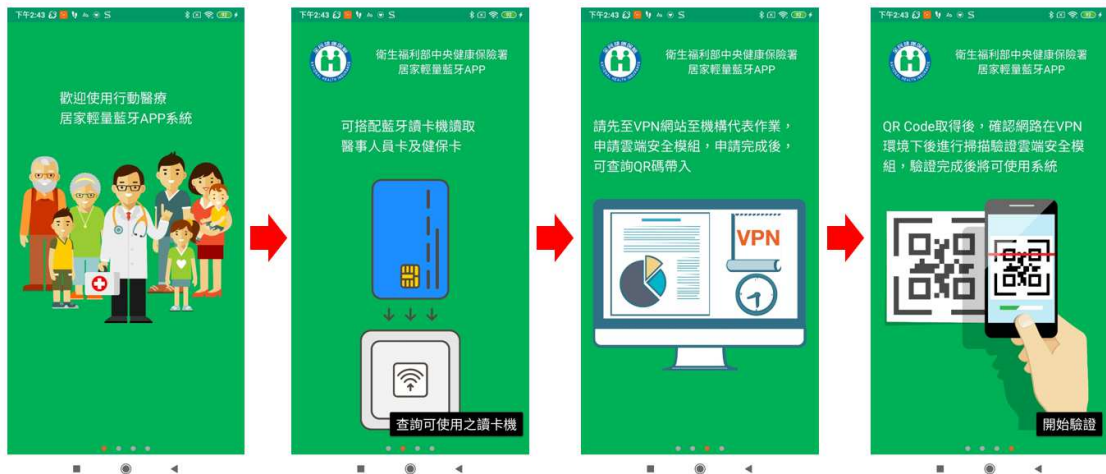 下午2:43
歡迎使用行動醫療
居家輕量藍牙APP系統
下午2:43
衛生福利部中央健康保險署
居家輕量藍牙APP
可搭配藍牙讀卡機讀取
醫事人員卡及健保卡
查詢可使用之讀卡機
下午2:43
衛生福利部中央健康保險署
居家輕量藍牙APP
請先至VPN網站至機構代表作業，
申請雲端安全模組，申請完成後，
可查詢QR碼帶入
VPN
下午2:43
衛生福利部中央健康保險署
居家輕量藍牙APP
QR Code取得後，確認網路在VPN
環境下後進行掃描驗證雲端安全模
組，驗證完成後將可使用系統
開始驗證